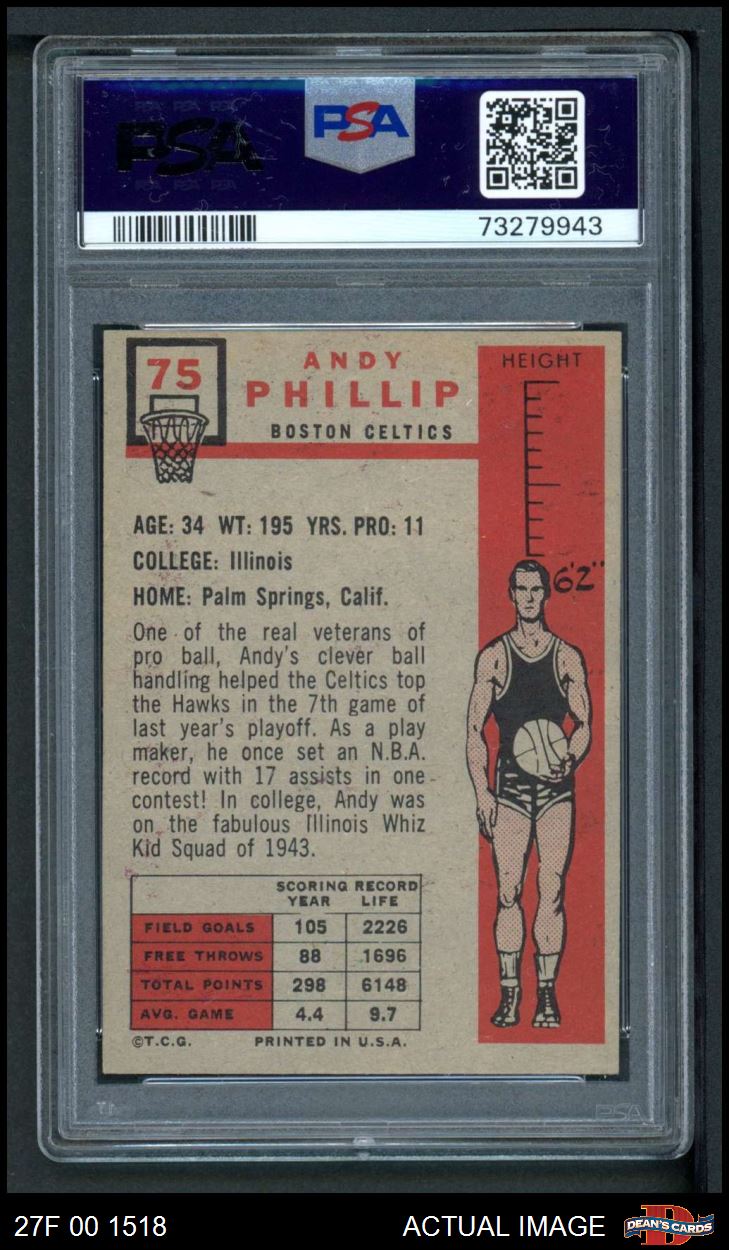 PSA
PSA
73279943
75
ANDY
PHILLIP
BOSTON CELTICS
HEIGHT
6'2"
AGE: 34 WT: 195 YRS. PRO: 11
COLLEGE: Illinois
HOME: Palm Springs, Calif.
One of the real veterans of
pro ball, Andy's clever ball
handling helped the Celtics top
the Hawks in the 7th game of
last year's playoff. As a play
maker, he once set an N.B.A.
record with 17 assists in one
contest! In college, Andy was
on the fabulous Illinois Whiz
Kid Squad of 1943.
SCORING RECORD
YEAR LIFE
FIELD GOALS 105 2226
FREE THROWS 88 1696
TOTAL POINTS 298 6148
AVG. GAME 4.4 9.7
©T.C.G. PRINTED IN U.S.A.
PSA
27F 00 1518 ACTUAL IMAGE DEAN'S CARDS